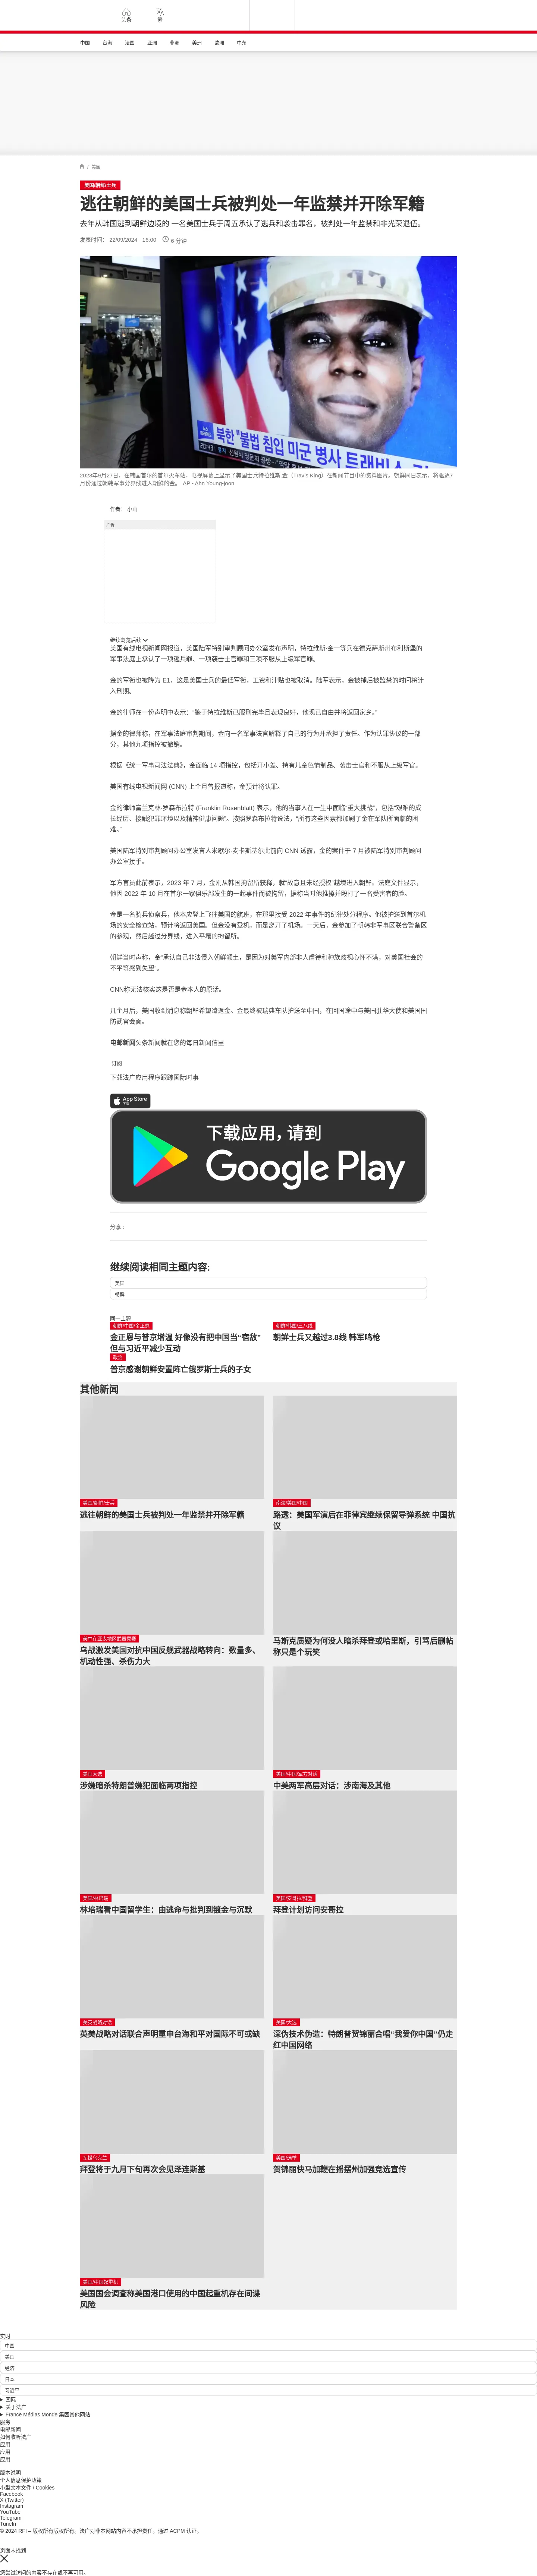 头条
繁
中国
台海
法国
亚洲
非洲
美洲
欧洲
中东
/ 美国
美国/朝鲜/士兵
逃往朝鲜的美国士兵被判处一年监禁并开除军籍
去年从韩国逃到朝鲜边境的 一名美国士兵于周五承认了逃兵和袭击罪名，被判处一年监禁和非光荣退伍。
发表时间： 22/09/2024 - 16:00
6 分钟
북한"불법 침입 미군 병사 트래비스 킹
20:43
2023年9月27日，在韩国首尔的首尔火车站，电视屏幕上显示了美国士兵特拉维斯 金（Travis King）在新闻节目中的资料图片。朝鲜同日表示，将驱逐7
月份通过朝韩军事分界线进入朝鲜的金。 AP - Ahn Young-joon
作者： 小山
广告
继续浏览后续
美国有线电视新闻网报道，美国陆军特别审判顾问办公室发布声明，特拉维斯·金一等兵在德克萨斯州布利斯堡的
军事法庭上承认了一项逃兵罪、一项袭击士官罪和三项不服从上级军官罪。
金的军衔也被降为 E1，这是美国士兵的最低军衔，工资和津贴也被取消。陆军表示，金被捕后被监禁的时间将计
入刑期。
金的律师在一份声明中表示：“鉴于特拉维斯已服刑完毕且表现良好，他现已自由并将返回家乡。”
据金的律师称，在军事法庭审判期间，金向一名军事法官解释了自己的行为并承担了责任。作为认罪协议的一部
分，其他九项指控被撤销。
根据《统一军事司法法典》，金面临 14 项指控，包括开小差、持有儿童色情制品、袭击士官和不服从上级军官。
美国有线电视新闻网 (CNN) 上个月曾报道称，金预计将认罪。
金的律师富兰克林·罗森布拉特 (Franklin Rosenblatt) 表示，他的当事人在一生中面临“重大挑战”，包括“艰难的成
长经历、接触犯罪环境以及精神健康问题”。按照罗森布拉特说法，“所有这些因素都加剧了金在军队所面临的困
难。”
美国陆军特别审判顾问办公室发言人米歇尔·麦卡斯基尔此前向 CNN 透露，金的案件于 7 月被陆军特别审判顾问
办公室接手。
军方官员此前表示，2023 年 7 月，金刚从韩国拘留所获释，就“故意且未经授权”越境进入朝鲜。法庭文件显示，
他因 2022 年 10 月在首尔一家俱乐部发生的一起事件而被拘留，据称当时他推搡并殴打了一名受害者的脸。
金是一名骑兵侦察兵，他本应登上飞往美国的航班，在那里接受 2022 年事件的纪律处分程序。他被护送到首尔机
场的安全检查站，预计将返回美国。但金没有登机，而是离开了机场。一天后，金参加了朝韩非军事区联合警备区
的参观，然后越过分界线，进入平壤的拘留所。
朝鲜当时声称，金“承认自己非法侵入朝鲜领土，是因为对美军内部非人虐待和种族歧视心怀不满，对美国社会的
不平等感到失望”。
CNN称无法核实这是否是金本人的原话。
几个月后，美国收到消息称朝鲜希望遣返金。金最终被瑞典车队护送至中国，在回国途中与美国驻华大使和美国国
防武官会面。
电邮新闻头条新闻就在您的每日新闻信里
订阅
下载法广应用程序跟踪国际时事
App Store
下载
下载应用，请到
Google Play
分享 :
继续阅读相同主题内容:
美国
朝鲜
同一主题
朝鲜/中国/金正恩
金正恩与普京增温 好像没有把中国当“宿敌”
但与习近平减少互动
朝鲜/韩国/三八线
朝鲜士兵又越过3.8线 韩军鸣枪
政治
普京感谢朝鲜安置阵亡俄罗斯士兵的子女
其他新闻
美国/朝鲜/士兵
逃往朝鲜的美国士兵被判处一年监禁并开除军籍
南海/美国/中国
路透：美国军演后在菲律宾继续保留导弹系统 中国抗
议
美中在亚太地区武器竞赛
乌战激发美国对抗中国反舰武器战略转向：数量多、
机动性强、杀伤力大
马斯克质疑为何没人暗杀拜登或哈里斯，引骂后删帖
称只是个玩笑
美国大选
涉嫌暗杀特朗普嫌犯面临两项指控
美国/中国/军方对话
中美两军高层对话：涉南海及其他
美国/林培瑞
林培瑞看中国留学生：由逃命与批判到镀金与沉默
美国/安哥拉/拜登
拜登计划访问安哥拉
英美战略对话
英美战略对话联合声明重申台海和平对国际不可或缺
美国/大选
深伪技术伪造：特朗普贺锦丽合唱“我爱你中国”仍走
红中国网络
军援乌克兰
拜登将于九月下旬再次会见泽连斯基
美国/选举
贺锦丽快马加鞭在摇摆州加强竞选宣传
美国/中国起重机
美国国会调查称美国港口使用的中国起重机存在间谍
风险
实时
中国
美国
经济
日本
习近平
国际
关于法广
France Médias Monde 集团其他网站
服务
电邮新闻
如何收听法广
应用
应用
应用
版本说明
个人信息保护政策
小型文本文件 / Cookies
Facebook
X (Twitter)
Instagram
YouTube
Telegram
TuneIn
© 2024 RFI – 版权所有版权所有。法广对非本网站内容不承担责任。通过 ACPM 认证。
页面未找到
您尝试访问的内容不存在或不再可用。